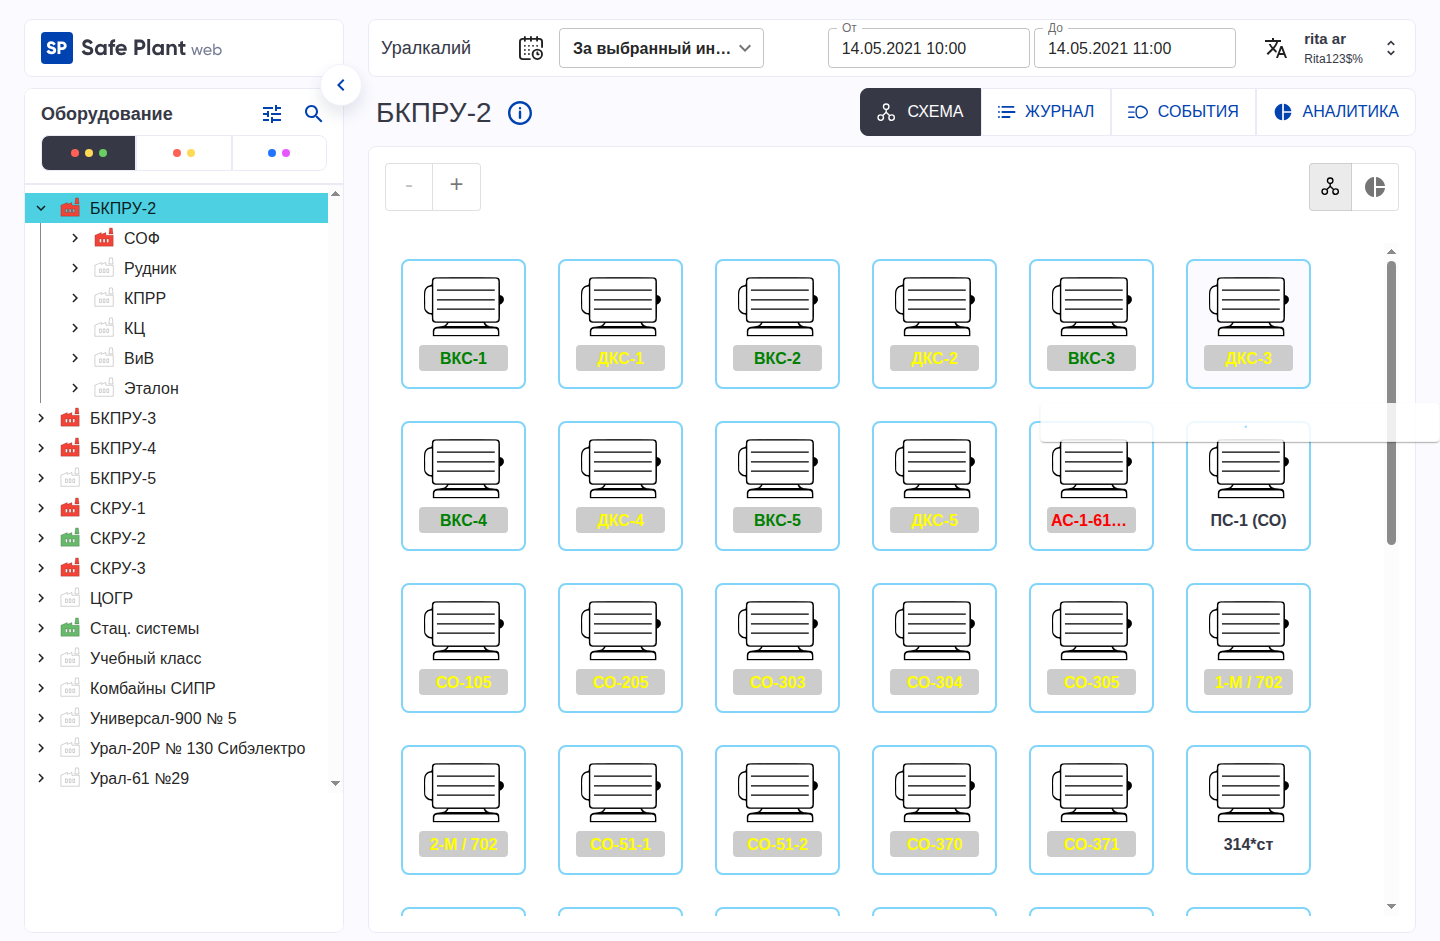 SP Safe Plant web
Уралкалий
За выбранный ин...
От
14.05.2021 10:00
До
14.05.2021 11:00
rita ar
Rita123$%
Оборудование
БКПРУ-2
СХЕМА
ЖУРНАЛ
СОБЫТИЯ
АНАЛИТИКА
- +
БКПРУ-2
СОФ
Рудник
КПРР
КЦ
ВиВ
Эталон
БКПРУ-3
БКПРУ-4
БКПРУ-5
СКРУ-1
СКРУ-2
СКРУ-3
ЦОГР
Стац. системы
Учебный класс
Комбайны СИПР
Универсал-900 № 5
Урал-20Р № 130 Сибэлектро
Урал-61 №29
ВКС-1 ДКС-1 ВКС-2 ДКС-2 ВКС-3 ДКС-3
ВКС-4 ДКС-4 ВКС-5 ДКС-5 АС-1-61... ПС-1 (СО)
СО-105 СО-205 СО-303 СО-304 СО-305 1-М / 702
2-М / 702 СО-51-1 СО-51-2 СО-370 СО-371 314*ст